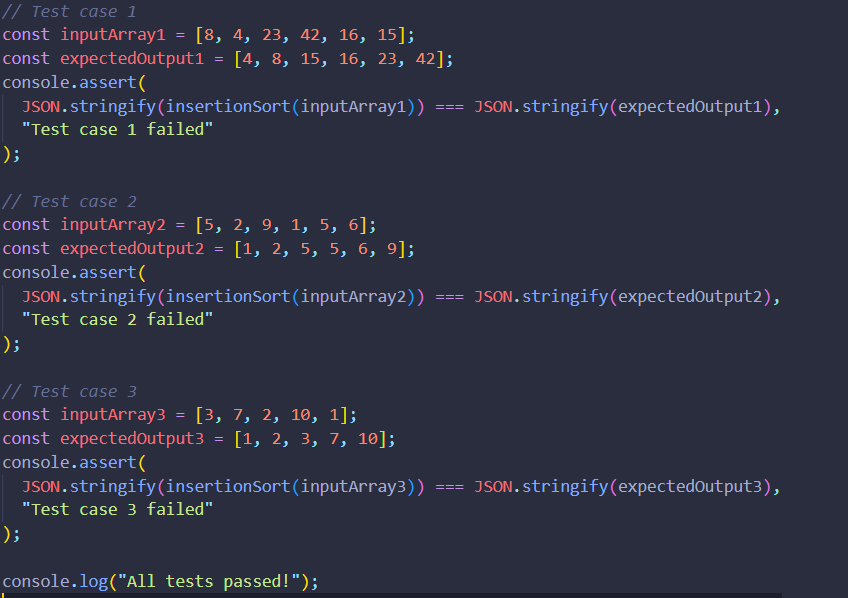 // Test case 1
const inputArray1 = [8, 4, 23, 42, 16, 15];
const expectedOutput1 = [4, 8, 15, 16, 23, 42];
console.assert(
  JSON.stringify(insertionSort(inputArray1)) === JSON.stringify(expectedOutput1),
  "Test case 1 failed"
);

// Test case 2
const inputArray2 = [5, 2, 9, 1, 5, 6];
const expectedOutput2 = [1, 2, 5, 5, 6, 9];
console.assert(
  JSON.stringify(insertionSort(inputArray2)) === JSON.stringify(expectedOutput2),
  "Test case 2 failed"
);

// Test case 3
const inputArray3 = [3, 7, 2, 10, 1];
const expectedOutput3 = [1, 2, 3, 7, 10];
console.assert(
  JSON.stringify(insertionSort(inputArray3)) === JSON.stringify(expectedOutput3),
  "Test case 3 failed"
);

console.log("All tests passed!");